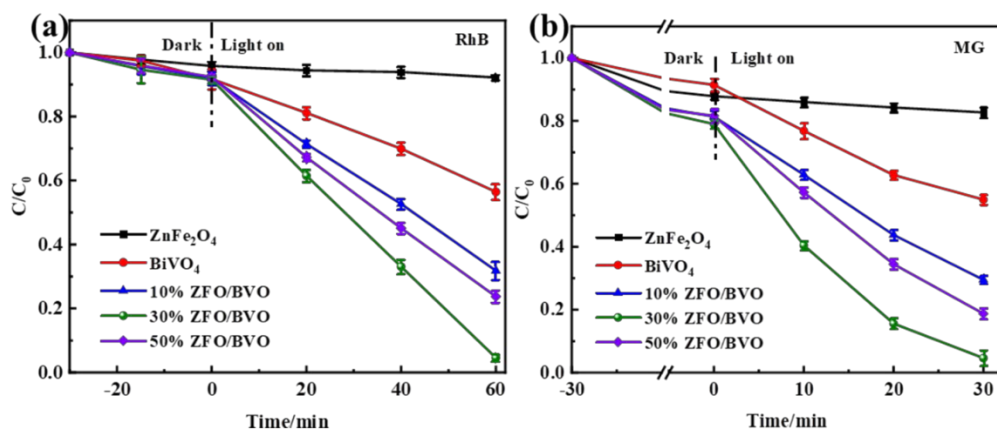 (a)
Dark
Light on
RhB
1.0
0.8
0.6
0.4
0.2
0.0
C/C₀
ZnFe₂O₄
BiVO₄
10% ZFO/BVO
30% ZFO/BVO
50% ZFO/BVO
-20
0
20
40
60
Time/min
(b)
Dark
Light on
MG
1.0
0.8
0.6
0.4
0.2
0.0
C/C₀
ZnFe₂O₄
BiVO₄
10% ZFO/BVO
30% ZFO/BVO
50% ZFO/BVO
-30
0
10
20
30
Time/min